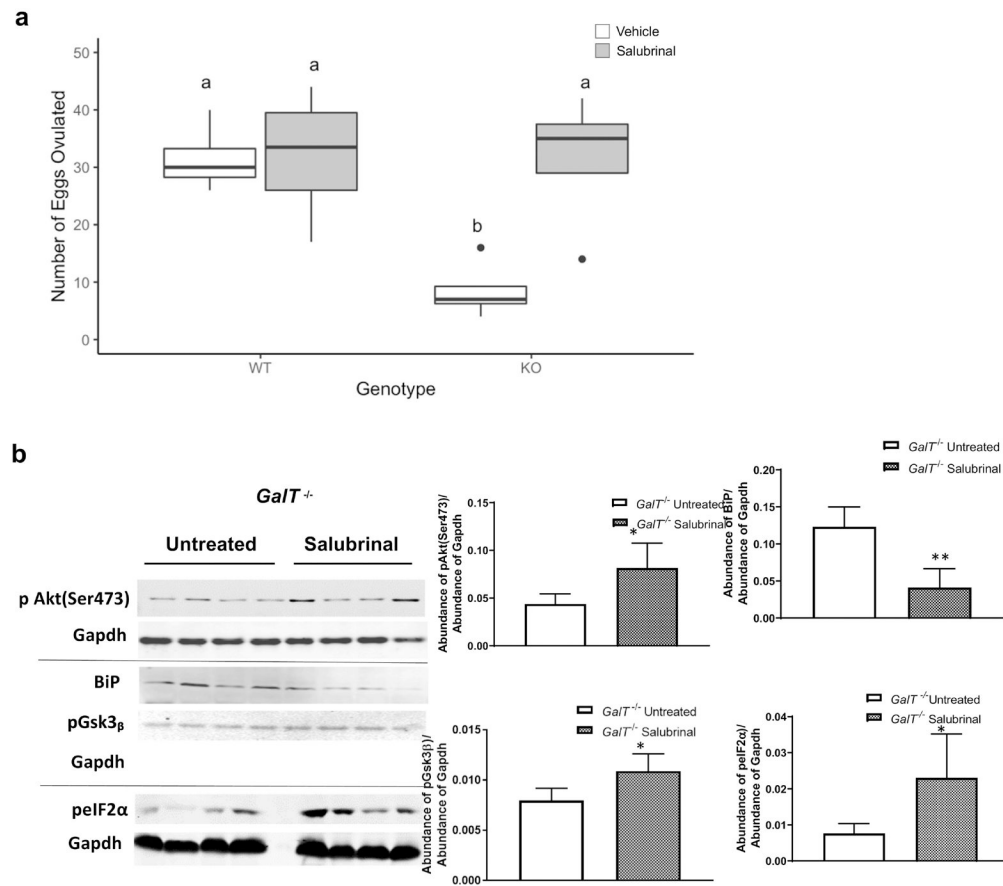 a
Vehicle
Salubrinal
50
40
30
20
10
0
a
a
b
a
Number of Eggs Ovulated
WT
KO
Genotype
b
GalT -/-
Untreated
Salubrinal
p Akt(Ser473)
Gapdh
BiP
pGsk3β
Gapdh
peIF2α
Gapdh
GalT-/- Untreated
GalT-/- Salubrinal
*
0.15
0.10
0.05
0.00
Abundance of pAkt(Ser473)/
Abundance of Gapdh
GalT-/- Untreated
GalT-/- Salubrinal
**
0.20
0.15
0.10
0.05
0.00
Abundance of BiP/
Abundance of Gapdh
GalT-/- Untreated
GalT-/- Salubrinal
*
0.015
0.010
0.005
0.000
Abundance of pGsk3β)/
Abundance of Gapdh
GalT-/- Untreated
GalT-/- Salubrinal
*
0.04
0.03
0.02
0.01
0.00
Abundance of peIF2α)/
Abundance of Gapdh